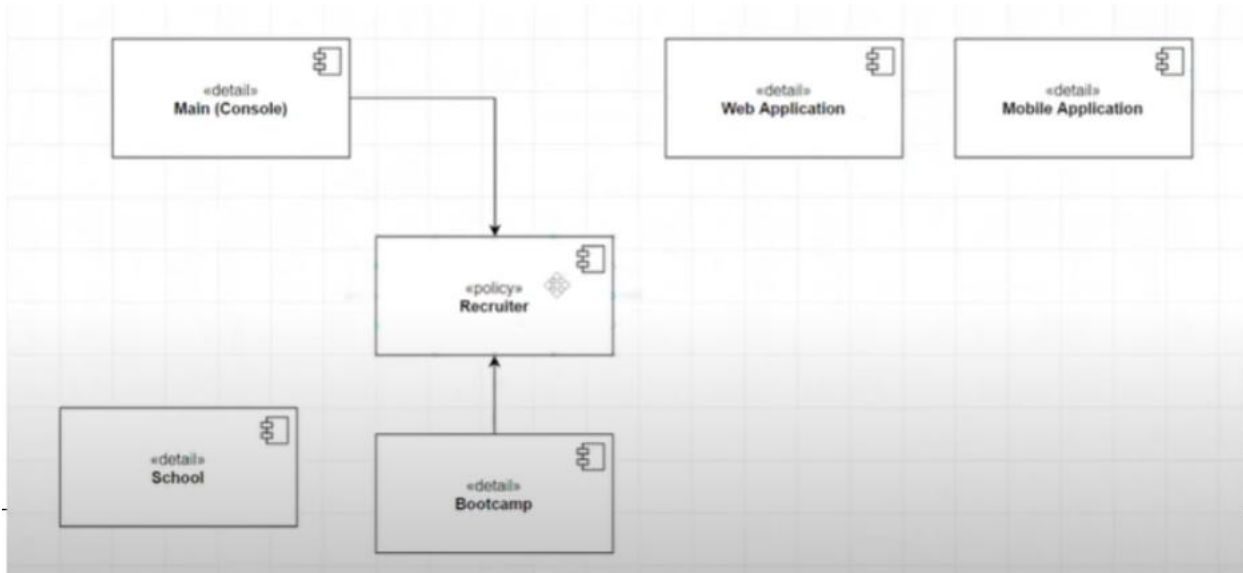 «detail»
Main (Console)
«detail»
Web Application
«detail»
Mobile Application
«policy»
Recruiter
«detail»
School
«detail»
Bootcamp